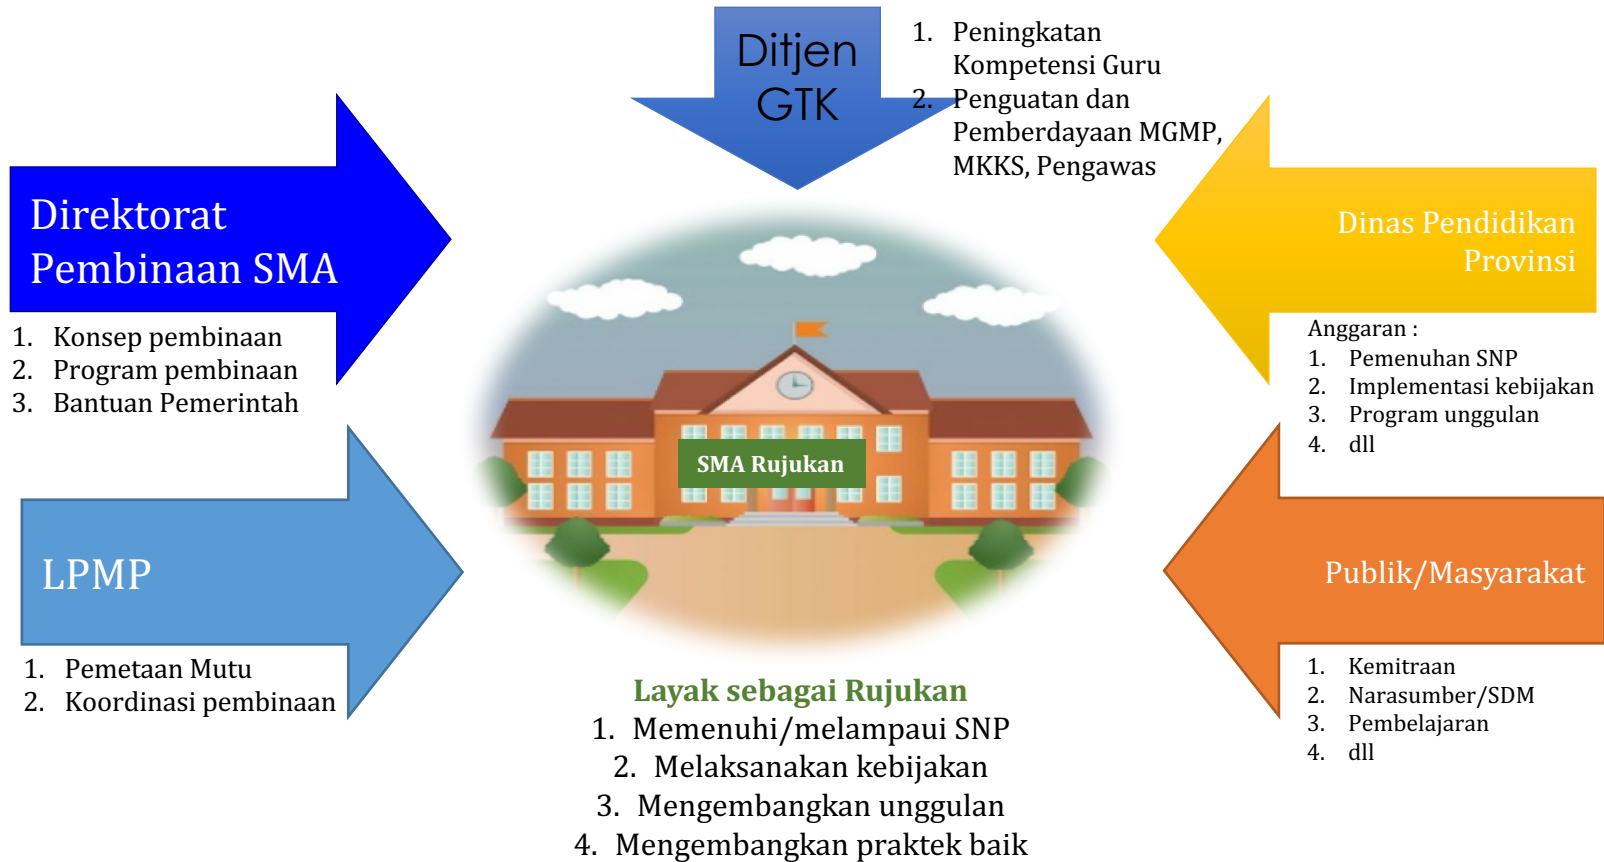 Ditjen
GTK
1. Peningkatan
Kompetensi Guru
2. Penguatan dan
Pemberdayaan MGMP,
MKKS, Pengawas
Direktorat
Pembinaan SMA
1. Konsep pembinaan
2. Program pembinaan
3. Bantuan Pemerintah
Dinas Pendidikan
Provinsi
Anggaran :
1. Pemenuhan SNP
2. Implementasi kebijakan
3. Program unggulan
4. dll
SMA Rujukan
LPMP
1. Pemetaan Mutu
2. Koordinasi pembinaan
Publik/Masyarakat
1. Kemitraan
2. Narasumber/SDM
3. Pembelajaran
4. dll
Layak sebagai Rujukan
1. Memenuhi/melampaui SNP
2. Melaksanakan kebijakan
3. Mengembangkan unggulan
4. Mengembangkan praktek baik